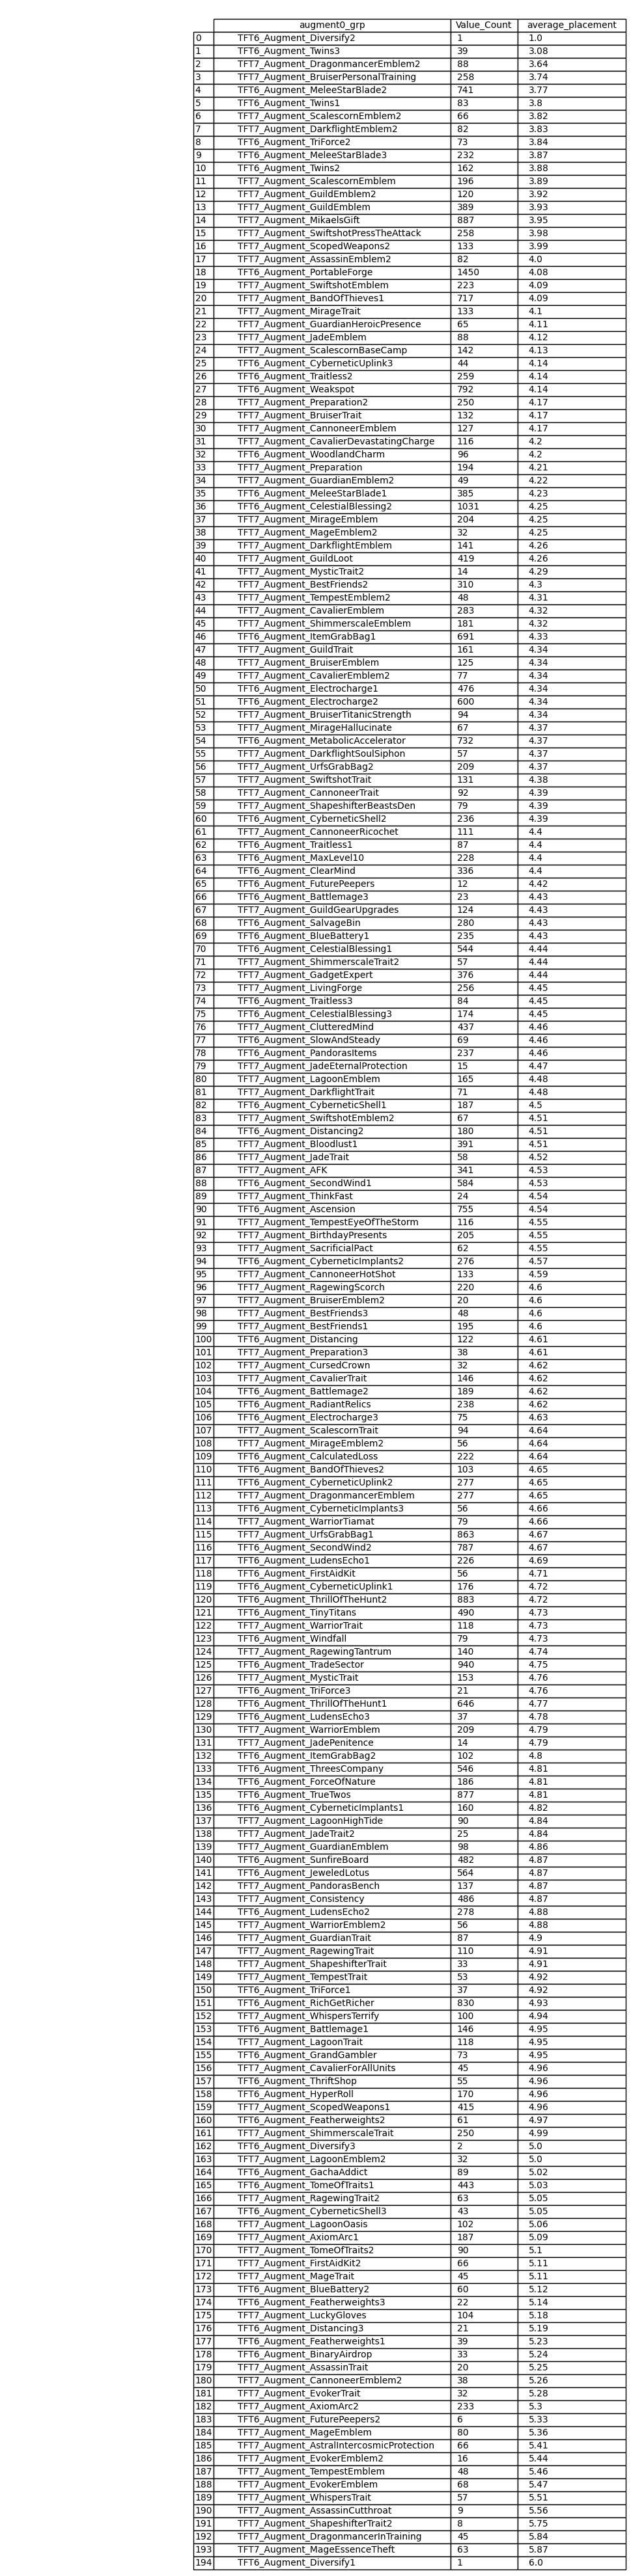 augment0_grp Value_Count average_placement
0 TFT6_Augment_Diversify2 1 1.0
1 TFT6_Augment_Twins3 39 3.08
2 TFT7_Augment_DragonmancerEmblem2 88 3.64
3 TFT7_Augment_BruiserPersonalTraining 258 3.74
4 TFT6_Augment_MeleeStarBlade2 741 3.77
5 TFT6_Augment_Twins1 83 3.8
6 TFT7_Augment_ScalescornEmblem2 66 3.82
7 TFT7_Augment_DarkflightEmblem2 82 3.83
8 TFT6_Augment_TriForce2 73 3.84
9 TFT6_Augment_MeleeStarBlade3 232 3.87
10 TFT6_Augment_Twins2 162 3.88
11 TFT7_Augment_ScalescornEmblem 196 3.89
12 TFT7_Augment_GuildEmblem2 120 3.92
13 TFT7_Augment_GuildEmblem 389 3.93
14 TFT7_Augment_MikaelsGift 887 3.95
15 TFT7_Augment_SwiftshotPressTheAttack 258 3.98
16 TFT7_Augment_ScopedWeapons2 133 3.99
17 TFT7_Augment_AssassinEmblem2 82 4.0
18 TFT6_Augment_PortableForge 1450 4.08
19 TFT7_Augment_SwiftshotEmblem 223 4.09
20 TFT7_Augment_BandOfThieves1 717 4.09
21 TFT7_Augment_MirageTrait 133 4.1
22 TFT7_Augment_GuardianHeroicPresence 65 4.11
23 TFT7_Augment_JadeEmblem 88 4.12
24 TFT7_Augment_ScalescornBaseCamp 142 4.13
25 TFT6_Augment_CyberneticUplink3 44 4.14
26 TFT6_Augment_Traitless2 259 4.14
27 TFT6_Augment_Weakspot 792 4.14
28 TFT7_Augment_Preparation2 250 4.17
29 TFT7_Augment_BruiserTrait 132 4.17
30 TFT7_Augment_CannoneerEmblem 127 4.17
31 TFT7_Augment_CavalierDevastatingCharge 116 4.2
32 TFT6_Augment_WoodlandCharm 96 4.2
33 TFT7_Augment_Preparation 194 4.21
34 TFT7_Augment_GuardianEmblem2 49 4.22
35 TFT6_Augment_MeleeStarBlade1 385 4.23
36 TFT6_Augment_CelestialBlessing2 1031 4.25
37 TFT7_Augment_MirageEmblem 204 4.25
38 TFT7_Augment_MageEmblem2 32 4.25
39 TFT7_Augment_DarkflightEmblem 141 4.26
40 TFT7_Augment_GuildLoot 419 4.26
41 TFT7_Augment_MysticTrait2 14 4.29
42 TFT7_Augment_BestFriends2 310 4.3
43 TFT7_Augment_TempestEmblem2 48 4.31
44 TFT7_Augment_CavalierEmblem 283 4.32
45 TFT7_Augment_ShimmerscaleEmblem 181 4.32
46 TFT6_Augment_ItemGrabBag1 691 4.33
47 TFT7_Augment_GuildTrait 161 4.34
48 TFT7_Augment_BruiserEmblem 125 4.34
49 TFT7_Augment_CavalierEmblem2 77 4.34
50 TFT6_Augment_Electrocharge1 476 4.34
51 TFT6_Augment_Electrocharge2 600 4.34
52 TFT7_Augment_BruiserTitanicStrength 94 4.34
53 TFT7_Augment_MirageHallucinate 67 4.37
54 TFT6_Augment_MetabolicAccelerator 732 4.37
55 TFT7_Augment_DarkflightSoulSiphon 57 4.37
56 TFT7_Augment_UrfsGrabBag2 209 4.37
57 TFT7_Augment_SwiftshotTrait 131 4.38
58 TFT7_Augment_CannoneerTrait 92 4.39
59 TFT7_Augment_ShapeshifterBeastsDen 79 4.39
60 TFT6_Augment_CyberneticShell2 236 4.39
61 TFT7_Augment_CannoneerRicochet 111 4.4
62 TFT6_Augment_Traitless1 87 4.4
63 TFT7_Augment_MaxLevel10 228 4.4
64 TFT6_Augment_ClearMind 336 4.4
65 TFT6_Augment_FuturePeepers 12 4.42
66 TFT6_Augment_Battlemage3 23 4.43
67 TFT7_Augment_GuildGearUpgrades 124 4.43
68 TFT6_Augment_SalvageBin 280 4.43
69 TFT6_Augment_BlueBattery1 235 4.43
70 TFT6_Augment_CelestialBlessing1 544 4.44
71 TFT7_Augment_ShimmerscaleTrait2 57 4.44
72 TFT7_Augment_GadgetExpert 376 4.44
73 TFT7_Augment_LivingForge 256 4.45
74 TFT6_Augment_Traitless3 84 4.45
75 TFT6_Augment_CelestialBlessing3 174 4.45
76 TFT7_Augment_ClutteredMind 437 4.46
77 TFT6_Augment_SlowAndSteady 69 4.46
78 TFT6_Augment_PandorasItems 237 4.46
79 TFT7_Augment_JadeEternalProtection 15 4.47
80 TFT7_Augment_LagoonEmblem 165 4.48
81 TFT7_Augment_DarkflightTrait 71 4.48
82 TFT6_Augment_CyberneticShell1 187 4.5
83 TFT7_Augment_SwiftshotEmblem2 67 4.51
84 TFT6_Augment_Distancing2 180 4.51
85 TFT7_Augment_Bloodlust1 391 4.51
86 TFT7_Augment_JadeTrait 58 4.52
87 TFT7_Augment_AFK 341 4.53
88 TFT6_Augment_SecondWind1 584 4.53
89 TFT7_Augment_ThinkFast 24 4.54
90 TFT6_Augment_Ascension 755 4.54
91 TFT7_Augment_TempestEyeOfTheStorm 116 4.55
92 TFT7_Augment_BirthdayPresents 205 4.55
93 TFT7_Augment_SacrificialPact 62 4.55
94 TFT6_Augment_CyberneticImplants2 276 4.57
95 TFT7_Augment_CannoneerHotShot 133 4.59
96 TFT7_Augment_RagewingScorch 220 4.6
97 TFT7_Augment_BruiserEmblem2 20 4.6
98 TFT7_Augment_BestFriends3 48 4.6
99 TFT7_Augment_BestFriends1 195 4.6
100 TFT6_Augment_Distancing 122 4.61
101 TFT7_Augment_Preparation3 38 4.61
102 TFT7_Augment_CursedCrown 32 4.62
103 TFT7_Augment_CavalierTrait 146 4.62
104 TFT6_Augment_Battlemage2 189 4.62
105 TFT6_Augment_RadiantRelics 238 4.62
106 TFT6_Augment_Electrocharge3 75 4.63
107 TFT7_Augment_ScalescornTrait 94 4.64
108 TFT7_Augment_MirageEmblem2 56 4.64
109 TFT6_Augment_CalculatedLoss 222 4.64
110 TFT7_Augment_BandOfThieves2 103 4.65
111 TFT6_Augment_CyberneticUplink2 277 4.65
112 TFT7_Augment_DragonmancerEmblem 277 4.65
113 TFT6_Augment_CyberneticImplants3 56 4.66
114 TFT7_Augment_WarriorTiamat 79 4.66
115 TFT7_Augment_UrfsGrabBag1 863 4.67
116 TFT6_Augment_SecondWind2 787 4.67
117 TFT6_Augment_LudensEcho1 226 4.69
118 TFT7_Augment_FirstAidKit 56 4.71
119 TFT6_Augment_CyberneticUplink1 176 4.72
120 TFT6_Augment_ThrillOfTheHunt2 883 4.72
121 TFT7_Augment_TinyTitans 490 4.73
122 TFT7_Augment_WarriorTrait 118 4.73
123 TFT6_Augment_Windfall 79 4.73
124 TFT7_Augment_RagewingTantrum 140 4.74
125 TFT6_Augment_TradeSector 940 4.75
126 TFT7_Augment_MysticTrait 153 4.76
127 TFT6_Augment_TriForce3 21 4.76
128 TFT6_Augment_ThrillOfTheHunt1 646 4.77
129 TFT6_Augment_LudensEcho3 37 4.78
130 TFT7_Augment_WarriorEmblem 209 4.79
131 TFT7_Augment_JadePenitence 14 4.79
132 TFT6_Augment_ItemGrabBag2 102 4.8
133 TFT6_Augment_ThreesCompany 546 4.81
134 TFT6_Augment_ForceOfNature 186 4.81
135 TFT6_Augment_TrueTwos 877 4.81
136 TFT6_Augment_CyberneticImplants1 160 4.82
137 TFT7_Augment_LagoonHighTide 90 4.84
138 TFT7_Augment_JadeTrait2 25 4.84
139 TFT7_Augment_GuardianEmblem 98 4.86
140 TFT6_Augment_SunfireBoard 482 4.87
141 TFT6_Augment_JeweledLotus 564 4.87
142 TFT7_Augment_PandorasBench 137 4.87
143 TFT7_Augment_Consistency 486 4.87
144 TFT6_Augment_LudensEcho2 278 4.88
145 TFT7_Augment_WarriorEmblem2 56 4.88
146 TFT7_Augment_GuardianTrait 87 4.9
147 TFT7_Augment_RagewingTrait 110 4.91
148 TFT7_Augment_ShapeshifterTrait 33 4.91
149 TFT7_Augment_TempestTrait 53 4.92
150 TFT6_Augment_TriForce1 37 4.92
151 TFT6_Augment_RichGetRicher 830 4.93
152 TFT7_Augment_WhispersTerrify 100 4.94
153 TFT6_Augment_Battlemage1 146 4.95
154 TFT7_Augment_LagoonTrait 118 4.95
155 TFT6_Augment_GrandGambler 73 4.95
156 TFT7_Augment_CavalierForAllUnits 45 4.96
157 TFT6_Augment_ThriftShop 55 4.96
158 TFT6_Augment_HyperRoll 170 4.96
159 TFT7_Augment_ScopedWeapons1 415 4.96
160 TFT6_Augment_Featherweights2 61 4.97
161 TFT7_Augment_ShimmerscaleTrait 250 4.99
162 TFT6_Augment_Diversify3 2 5.0
163 TFT7_Augment_LagoonEmblem2 32 5.0
164 TFT7_Augment_GachaAddict 89 5.02
165 TFT6_Augment_TomeOfTraits1 443 5.03
166 TFT7_Augment_RagewingTrait2 63 5.05
167 TFT6_Augment_CyberneticShell3 43 5.05
168 TFT7_Augment_LagoonOasis 102 5.06
169 TFT7_Augment_AxiomArc1 187 5.09
170 TFT7_Augment_TomeOfTraits2 90 5.1
171 TFT7_Augment_FirstAidKit2 66 5.11
172 TFT7_Augment_MageTrait 45 5.11
173 TFT6_Augment_BlueBattery2 60 5.12
174 TFT6_Augment_Featherweights3 22 5.14
175 TFT7_Augment_LuckyGloves 104 5.18
176 TFT6_Augment_Distancing3 21 5.19
177 TFT6_Augment_Featherweights1 39 5.23
178 TFT6_Augment_BinaryAirdrop 33 5.24
179 TFT7_Augment_AssassinTrait 20 5.25
180 TFT7_Augment_CannoneerEmblem2 38 5.26
181 TFT7_Augment_EvokerTrait 32 5.28
182 TFT7_Augment_AxiomArc2 233 5.3
183 TFT6_Augment_FuturePeepers2 6 5.33
184 TFT7_Augment_MageEmblem 80 5.36
185 TFT7_Augment_AstralIntercosmicProtection 66 5.41
186 TFT7_Augment_EvokerEmblem2 16 5.44
187 TFT7_Augment_TempestEmblem 48 5.46
188 TFT7_Augment_EvokerEmblem 68 5.47
189 TFT7_Augment_WhispersTrait 57 5.51
190 TFT7_Augment_AssassinCutthroat 9 5.56
191 TFT7_Augment_ShapeshifterTrait2 8 5.75
192 TFT7_Augment_DragonmancerInTraining 45 5.84
193 TFT7_Augment_MageEssenceTheft 63 5.87
194 TFT6_Augment_Diversify1 1 6.0